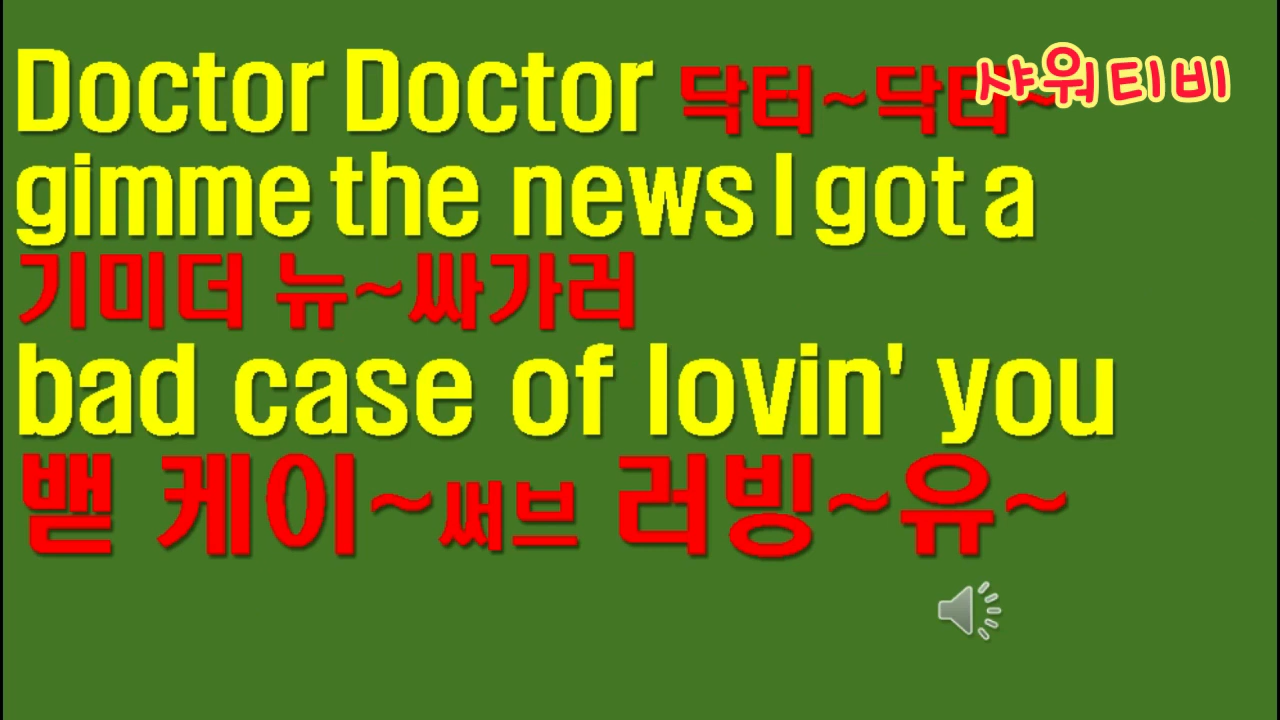 Doctor Doctor 닥터~닥터~
샤워티비
gimme the news I got a
기미더 뉴~싸가러
bad case of lovin' you
밷 케이~써브 러빙~유~